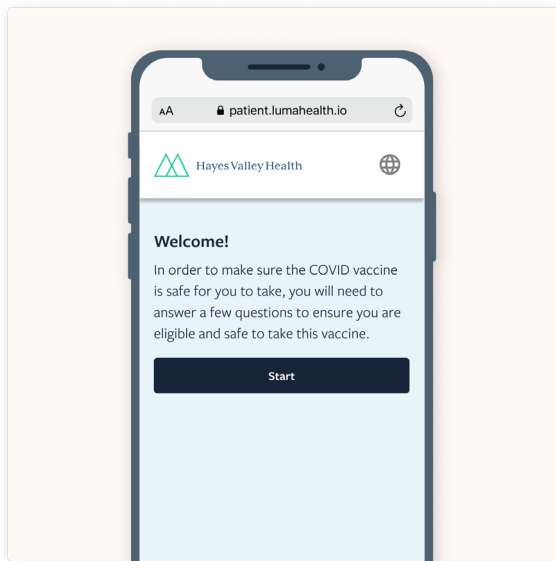 AA patient.lumahealth.io
Hayes Valley Health
Welcome!
In order to make sure the COVID vaccine
is safe for you to take, you will need to
answer a few questions to ensure you are
eligible and safe to take this vaccine.
Start